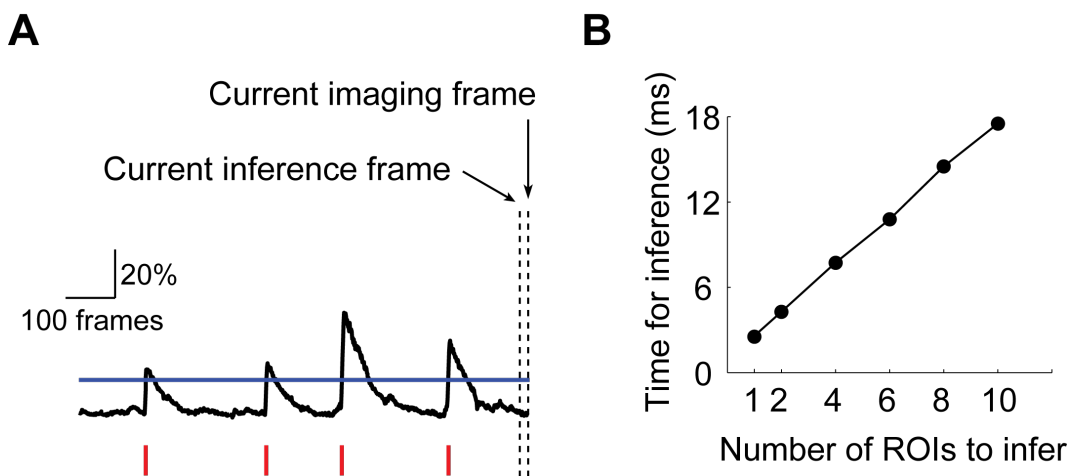 A
Current imaging frame
Current inference frame
20%
100 frames
B
Time for inference (ms)
18
12
6
0
1 2 4 6 8 10
Number of ROIs to infer